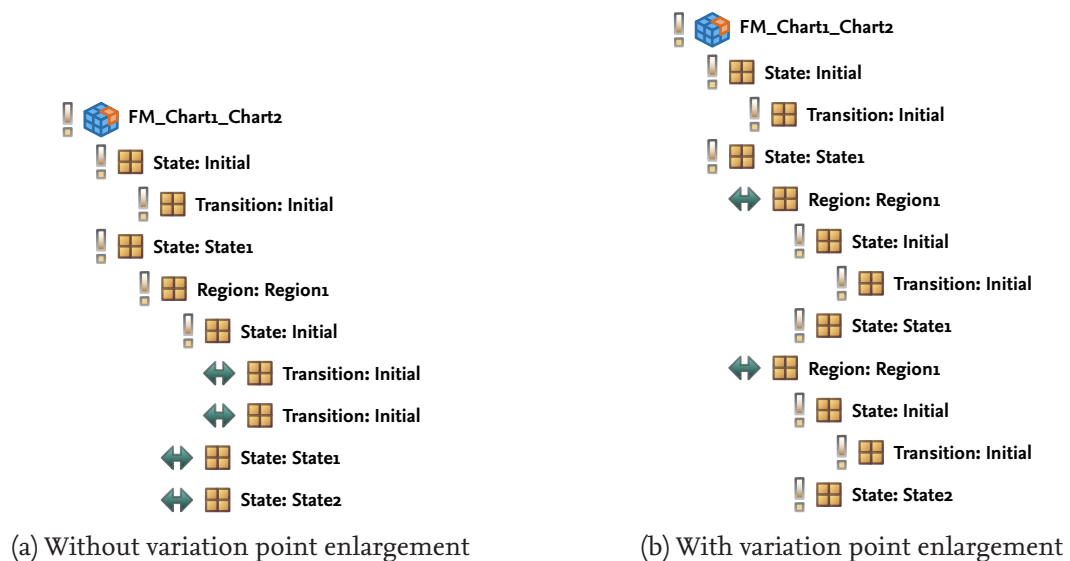 FM_Chart1_Chart2
State: Initial
Transition: Initial
State: State1
Region: Region1
State: Initial
Transition: Initial
Transition: Initial
State: State1
State: State2
(a) Without variation point enlargement
FM_Chart1_Chart2
State: Initial
Transition: Initial
State: State1
Region: Region1
State: Initial
Transition: Initial
State: State1
Region: Region1
State: Initial
Transition: Initial
State: State2
(b) With variation point enlargement